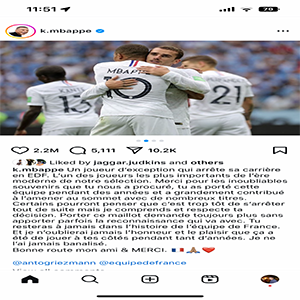 11:51
k.mbappe
MBAPPE
13
10
21
2.2M 5,111 10.2K
Liked by jaggar.judkins and others
k.mbappe Un joueur d'exception qui arrête sa carrière
en EDF. L'un des joueurs les plus importants de l'ère
moderne de notre sélection. Merci pour les inoubliables
souvenirs que tu nous a procuré, tu as porté cette
équipe pendant des années et a grandement contribué
à l'amener au sommet avec de nombreux titres.
Certains pourront penser que c'est trop tôt de s'arrêter
tout de suite mais je comprends et respecte ta
décision. Porter ce maillot demande toujours plus sans
apporter parfois la reconnaissance qui va avec. Tu
resteras à jamais dans l'histoire de l'équipe de France.
Et je n'oublierai jamais l'honneur et le plaisir que ça a
été de jouer à tes côtés pendant tant d'années. Je ne
l'ai jamais banalisé.
Bonne route mon ami & MERCI. 🇫🇷🙏🏽❤️
@antogriezmann @equipedefrance